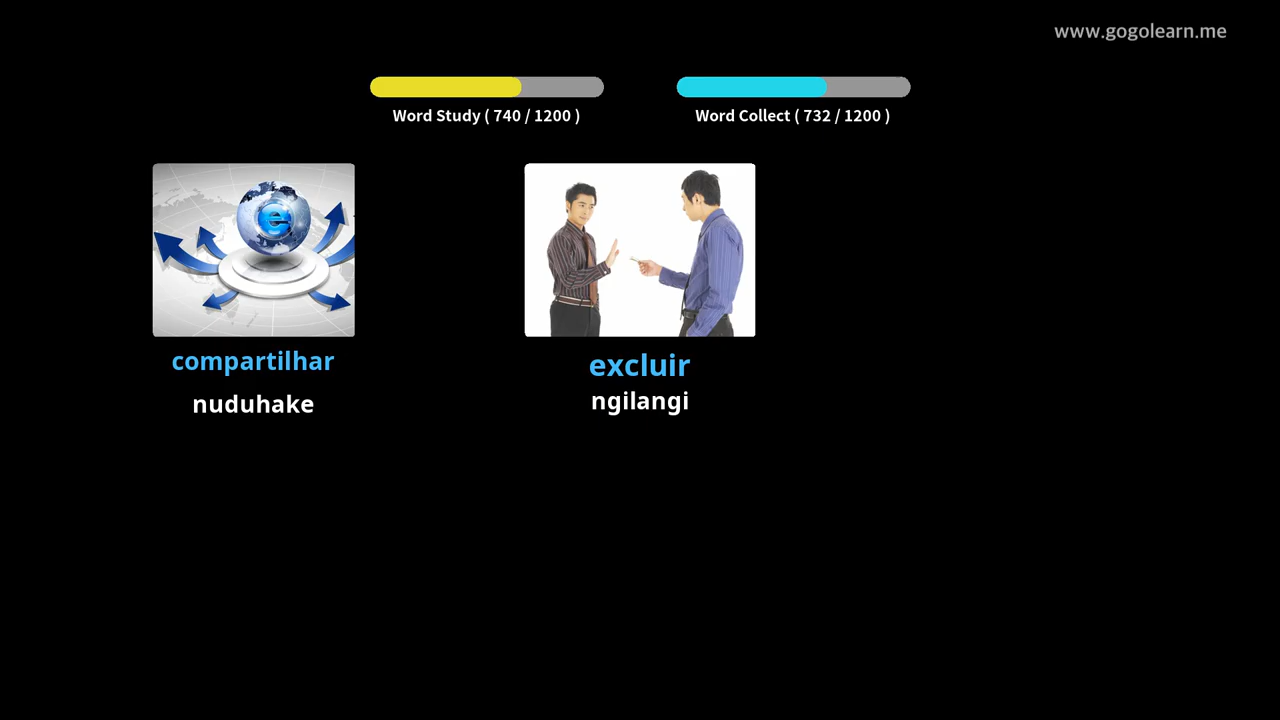 www.gogolearn.me
Word Study ( 740 / 1200 )
Word Collect ( 732 / 1200 )
e
compartilhar
nuduhake
excluir
ngilangi